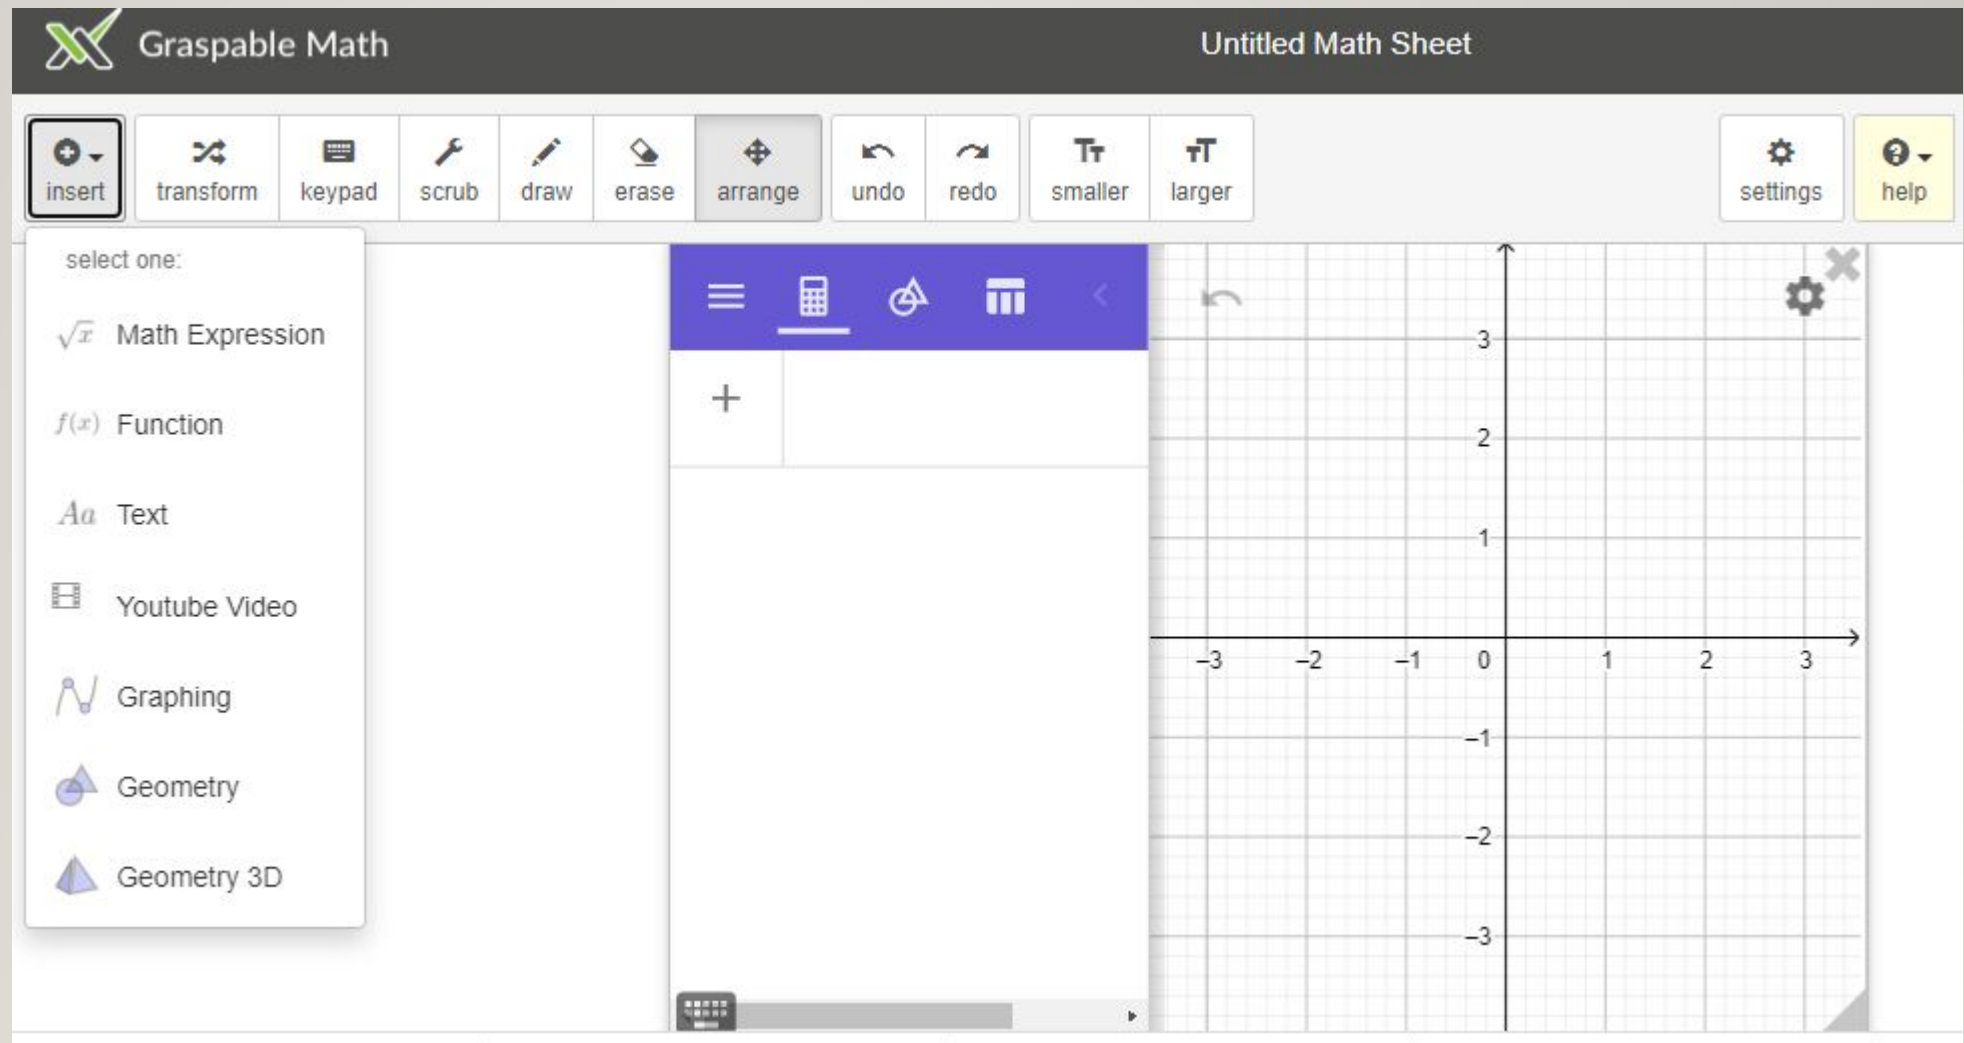 Graspable Math
Untitled Math Sheet
insert transform keypad scrub draw erase arrange undo redo smaller larger settings help
select one:
√x Math Expression
f(x) Function
Aa Text
Youtube Video
Graphing
Geometry
Geometry 3D
3
2
1
–3 –2 –1 0 1 2 3
–1
–2
–3